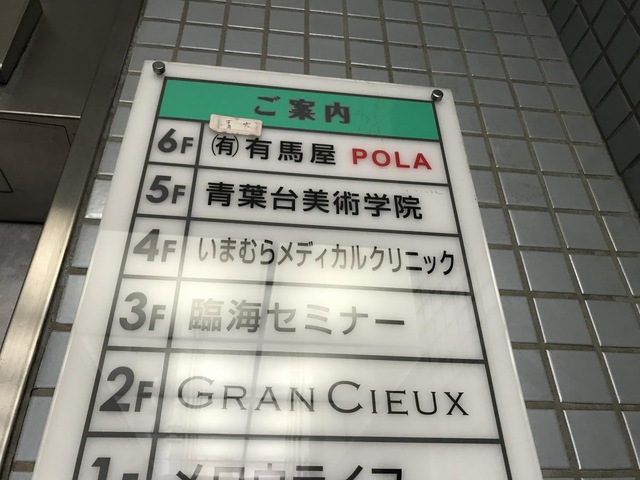 ご案内
6F ㈲有馬屋 POLA
5F 青葉台美術学院
4F いまむらメディカルクリニック
3F 臨海セミナー
2F GRAN CIEUX
1F